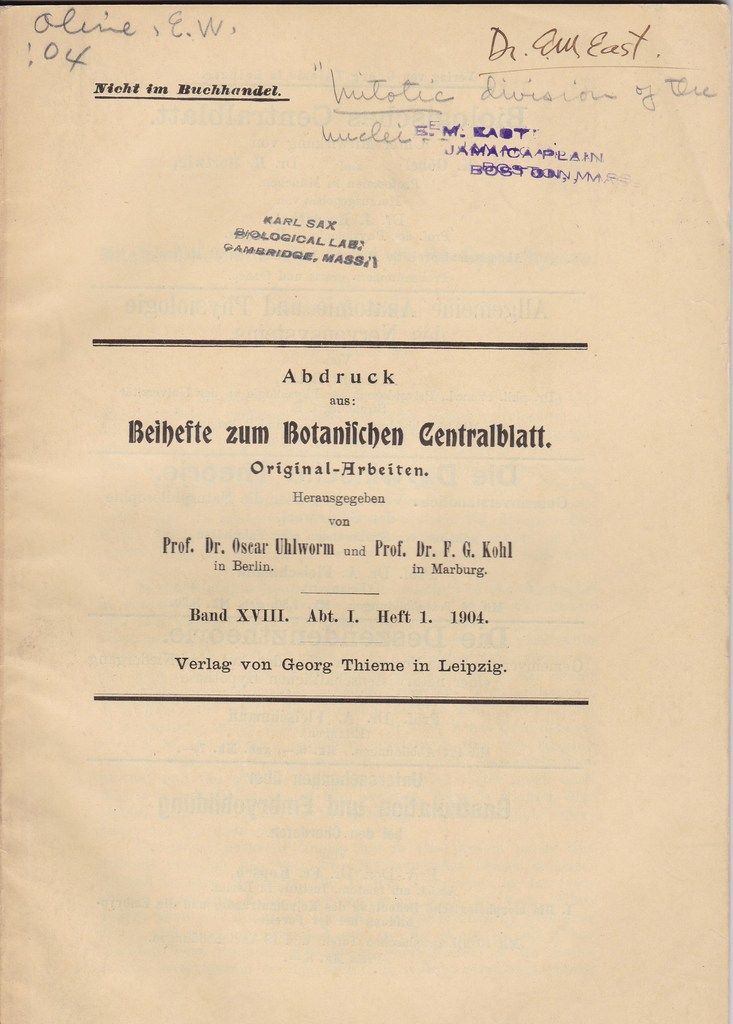 Olive, E.W.
:04
Dr. E.M. East.
Nicht im Buchhandel.
"Mitotic division of the
nuclei
E. M. EAST
JAMAICA PLAIN
BOSTON, MASS.
KARL SAX
BIOLOGICAL LAB.
CAMBRIDGE, MASS.
Abdruck
aus:
Beihefte zum Botanischen Centralblatt.
Original-Arbeiten.
Herausgegeben
von
Prof. Dr. Oscar Uhlworm und Prof. Dr. F. G. Kohl
in Berlin. in Marburg.
Band XVIII. Abt. I. Heft 1. 1904.
Verlag von Georg Thieme in Leipzig.